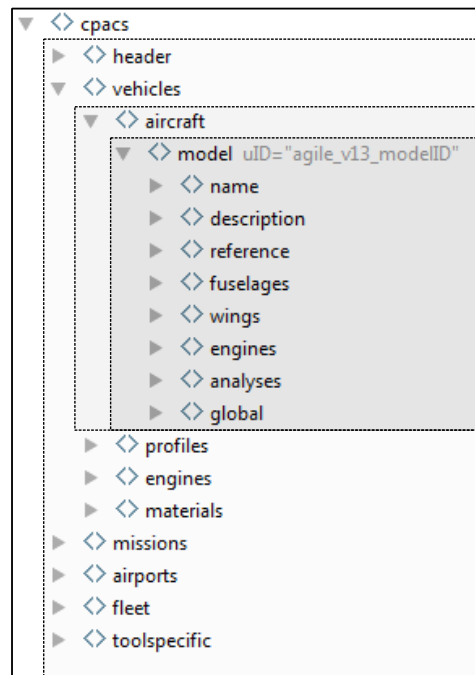 cpacs
header
vehicles
aircraft
model uID="agile_v13_modelID"
name
description
reference
fuselages
wings
engines
analyses
global
profiles
engines
materials
missions
airports
fleet
toolspecific